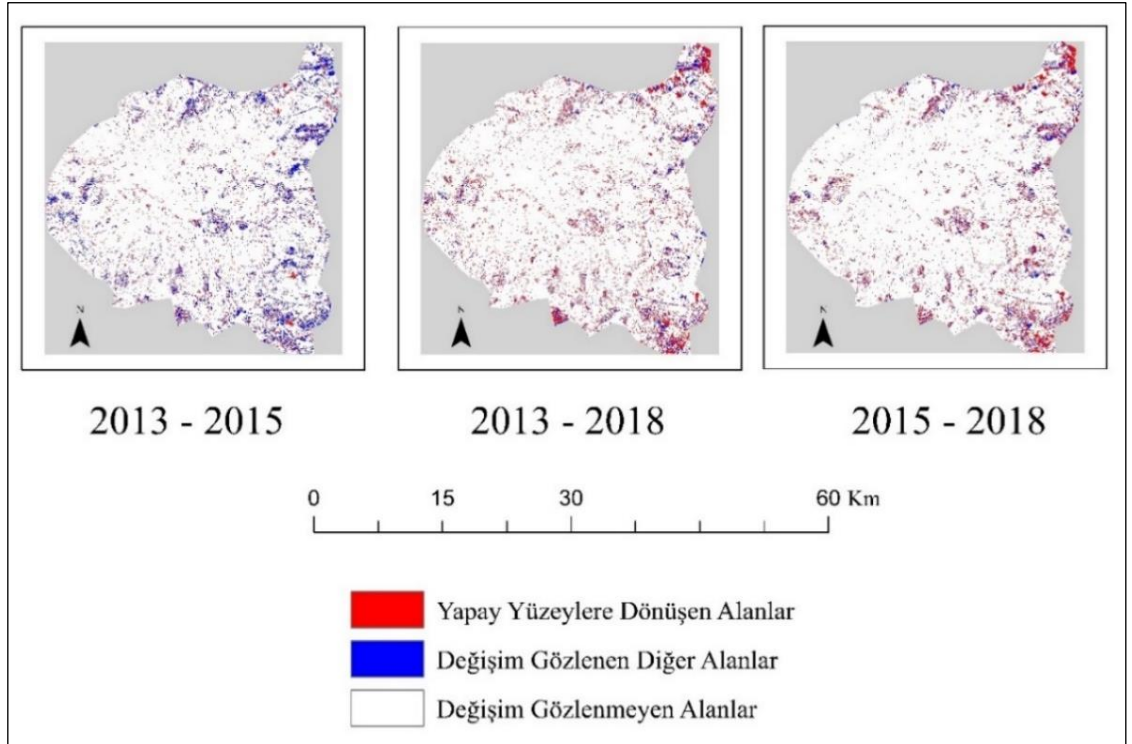 N
N
N
2013 - 2015
2013 - 2018
2015 - 2018
0 15 30 60 Km
Yapay Yüzeylere Dönüşen Alanlar
Değişim Gözlenen Diğer Alanlar
Değişim Gözlenmeyen Alanlar